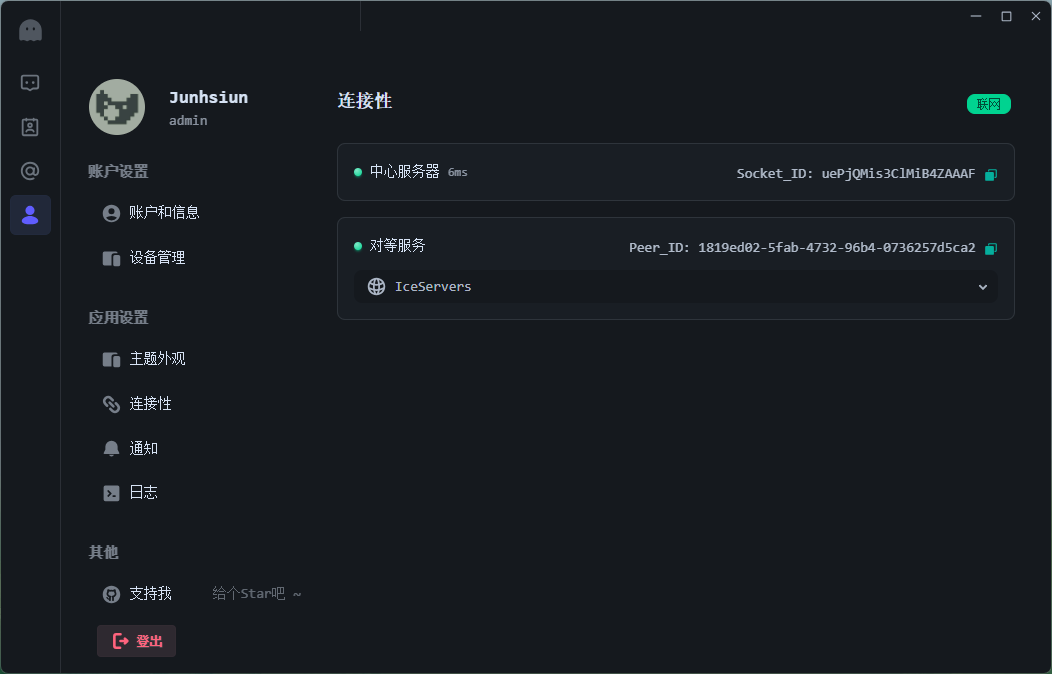 Junhsiun
admin
账户设置
账户和信息
设备管理
应用设置
主题外观
连接性
通知
日志
其他
支持我 给个Star吧 ~
登出
连接性
联网
中心服务器 6ms Socket_ID: uePjQMis3ClMiB4ZAAAF
对等服务 Peer_ID: 1819ed02-5fab-4732-96b4-0736257d5ca2
IceServers